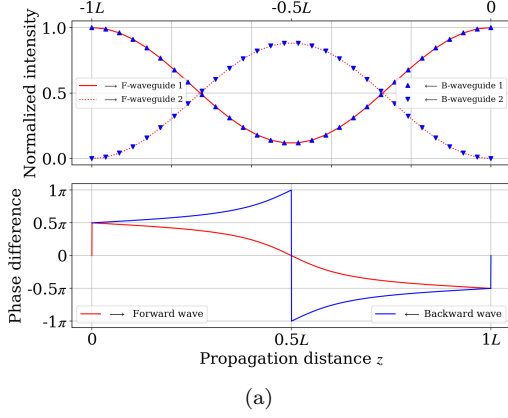 -1L -0.5L 0
Normalized intensity
1.0
0.5
0.0
→ F-waveguide 1
→ F-waveguide 2
← B-waveguide 1
← B-waveguide 2
Phase difference
1π
0.5π
0
-0.5π
-1π
→ Forward wave
← Backward wave
0 0.5L 1L
Propagation distance z
(a)